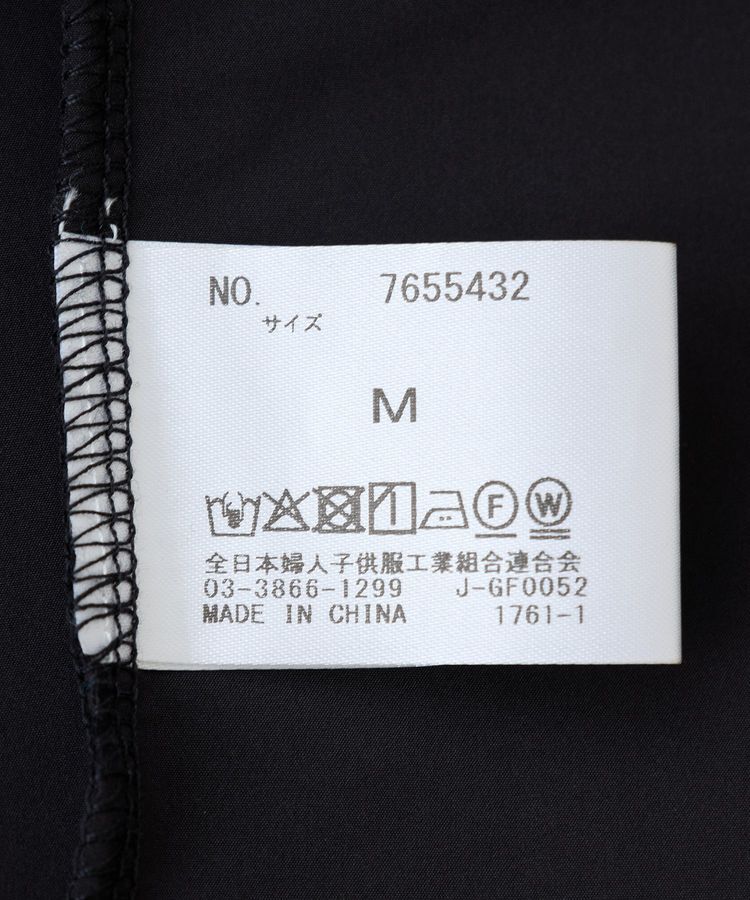 NO. 7655432
サイズ
M
F W
全日本婦人子供服工業組合連合会
03-3866-1299 J-GF0052
MADE IN CHINA 1761-1